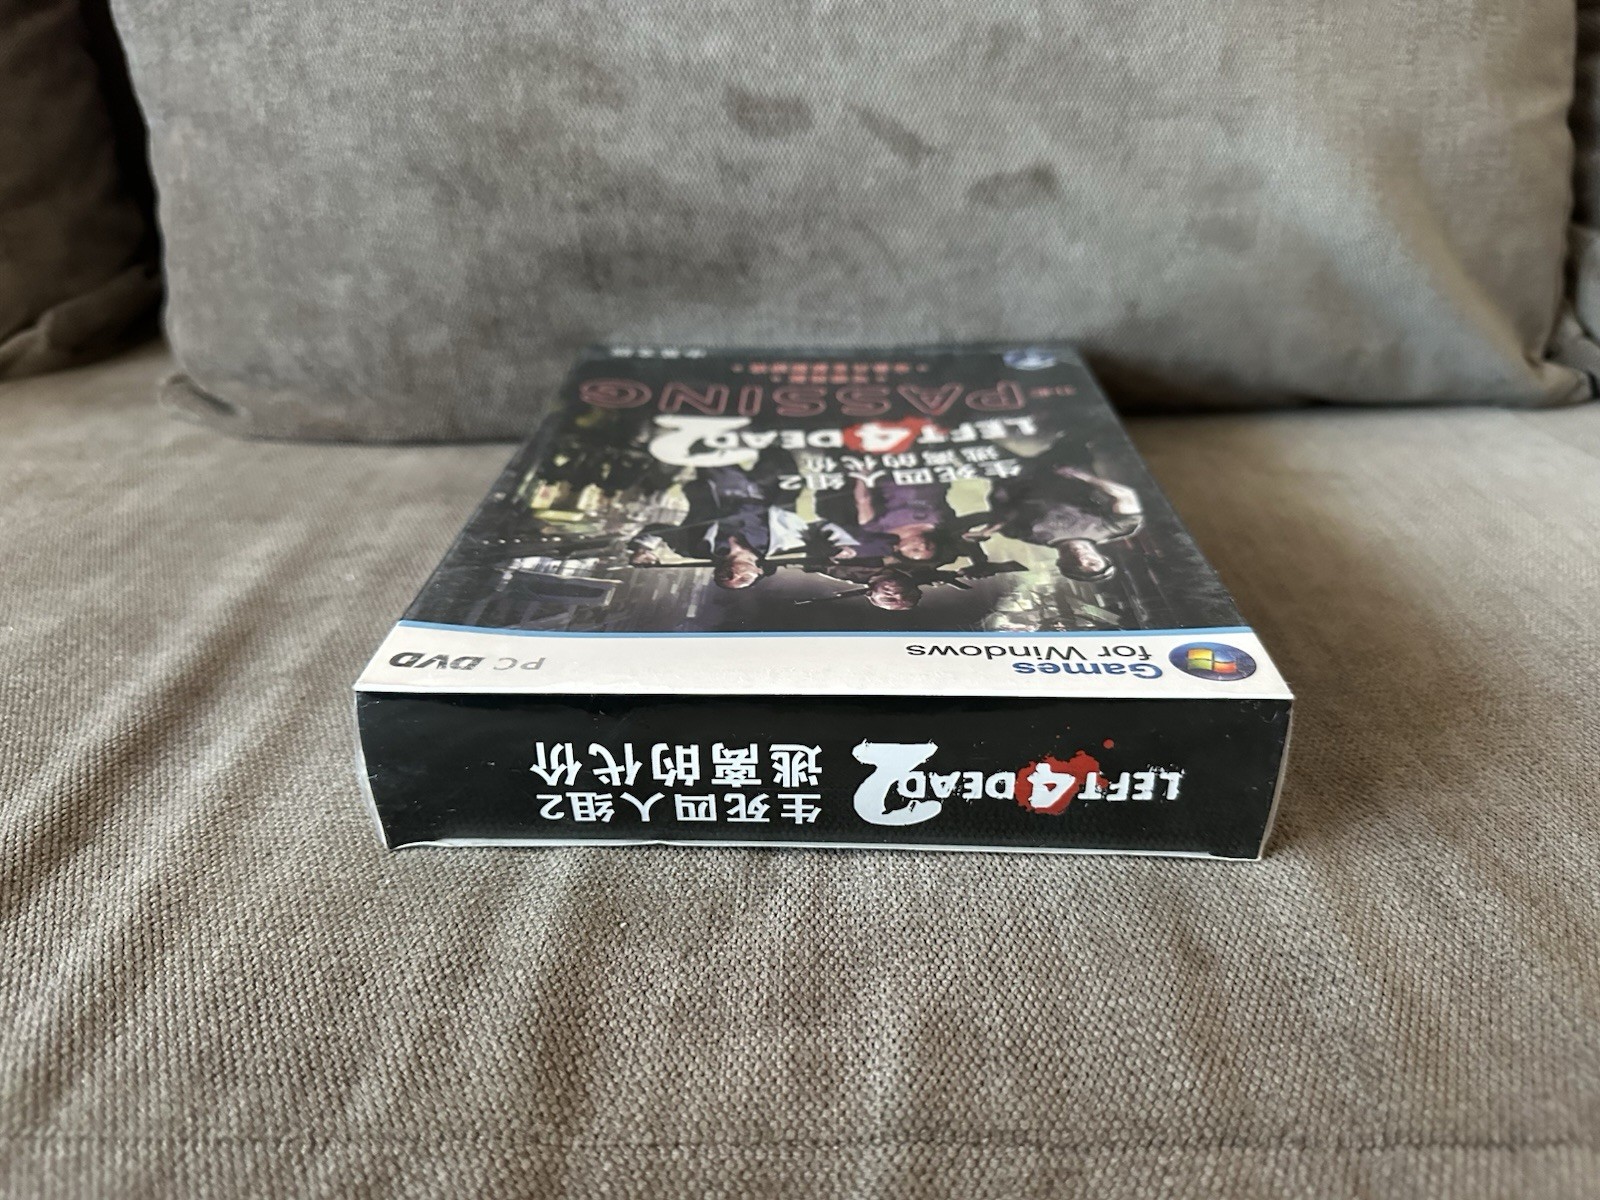 Games
for Windows
PC DVD
生死四人组2
逃离的代价
LEFT 4 DEAD 2
THE PASSING
LEFT 4 DEAD 2
生死四人组2
逃离的代价